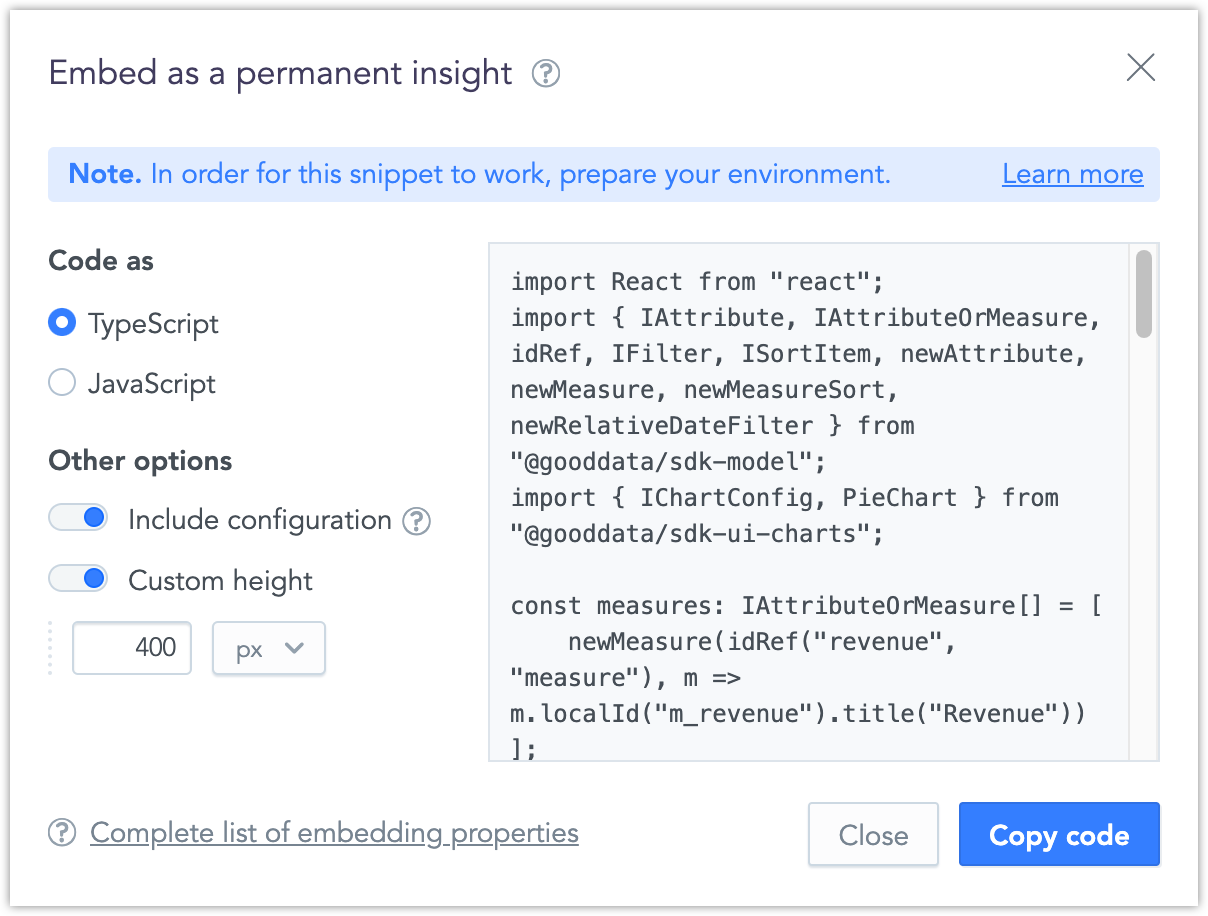 Embed as a permanent insight ?
Note. In order for this snippet to work, prepare your environment. Learn more
Code as
TypeScript
JavaScript
Other options
Include configuration ?
Custom height
400 px
import React from "react";
import { IAttribute, IAttributeOrMeasure,
idRef, IFilter, ISortItem, newAttribute,
newMeasure, newMeasureSort,
newRelativeDateFilter } from
"@gooddata/sdk-model";
import { IChartConfig, PieChart } from
"@gooddata/sdk-ui-charts";
const measures: IAttributeOrMeasure[] = [
    newMeasure(idRef("revenue",
"measure"), m =>
m.localId("m_revenue").title("Revenue"))
];
? Complete list of embedding properties
Close
Copy code